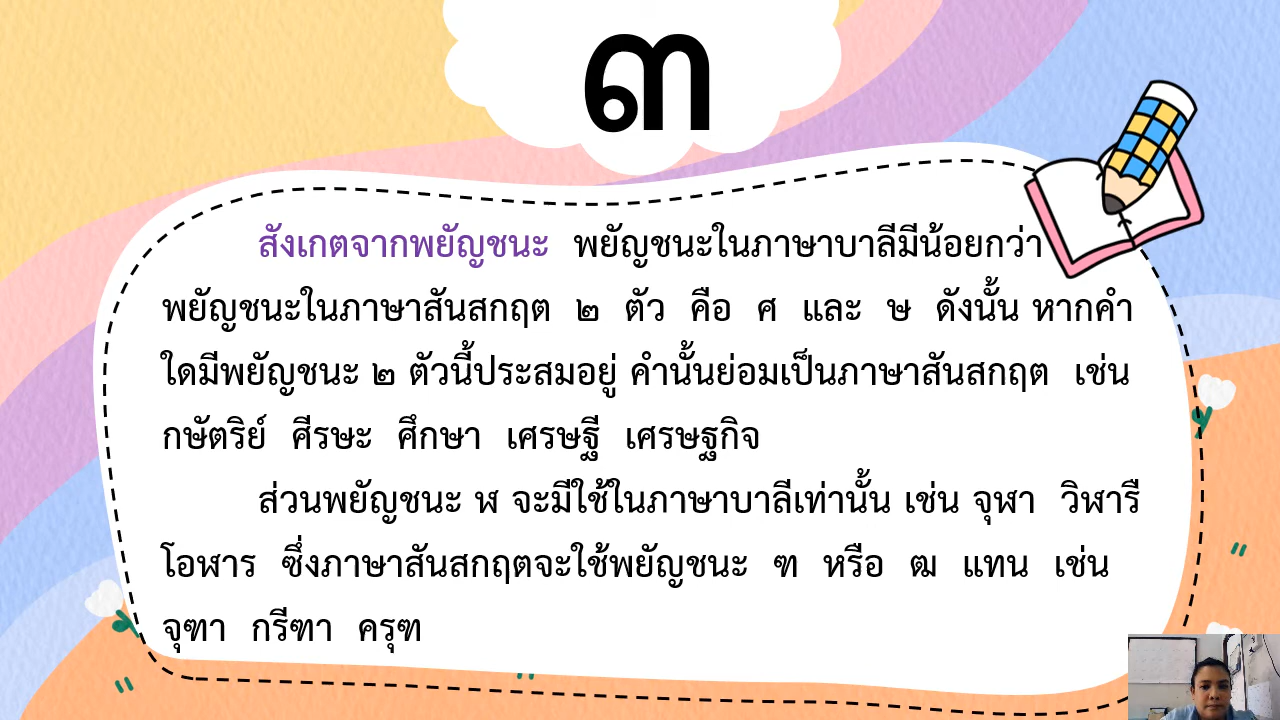 ๓
สังเกตจากพยัญชนะ พยัญชนะในภาษาบาลีมีน้อยกว่า
พยัญชนะในภาษาสันสกฤต ๒ ตัว คือ ศ และ ษ ดังนั้น หากคำ
ใดมีพยัญชนะ ๒ ตัวนี้ประสมอยู่ คำนั้นย่อมเป็นภาษาสันสกฤต เช่น
กษัตริย์ ศีรษะ ศึกษา เศรษฐี เศรษฐกิจ
ส่วนพยัญชนะ ฬ จะมีใช้ในภาษาบาลีเท่านั้น เช่น จุฬา วิฬารี
โอฬาร ซึ่งภาษาสันสกฤตจะใช้พยัญชนะ ฑ หรือ ฒ แทน เช่น
จุฑา กรีฑา ครุฑ